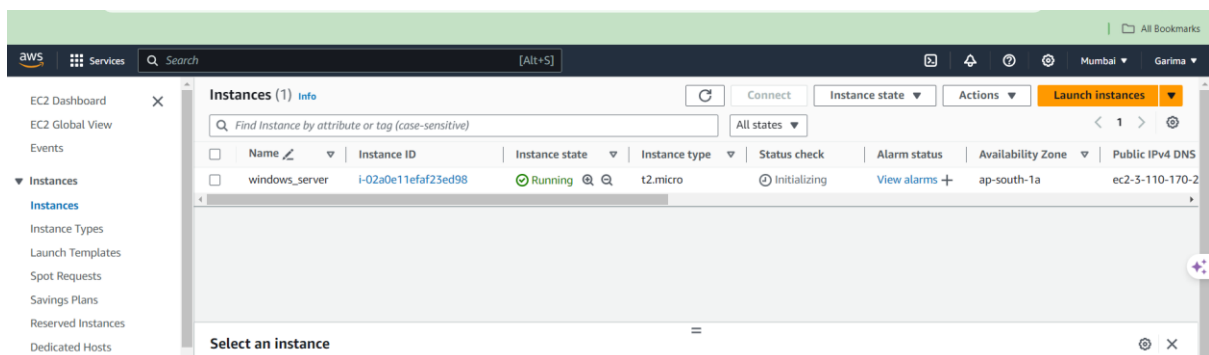 All Bookmarks
aws Services Search [Alt+S] Mumbai ▼ Garima ▼
EC2 Dashboard
EC2 Global View
Events
▼ Instances
Instances
Instance Types
Launch Templates
Spot Requests
Savings Plans
Reserved Instances
Dedicated Hosts
Instances (1) Info Connect Instance state ▼ Actions ▼ Launch instances ▼
Find Instance by attribute or tag (case-sensitive) All states ▼ < 1 >
Name Instance ID Instance state Instance type Status check Alarm status Availability Zone Public IPv4 DNS
windows_server i-02a0e11efaf23ed98 Running t2.micro Initializing View alarms + ap-south-1a ec2-3-110-170-2
Select an instance